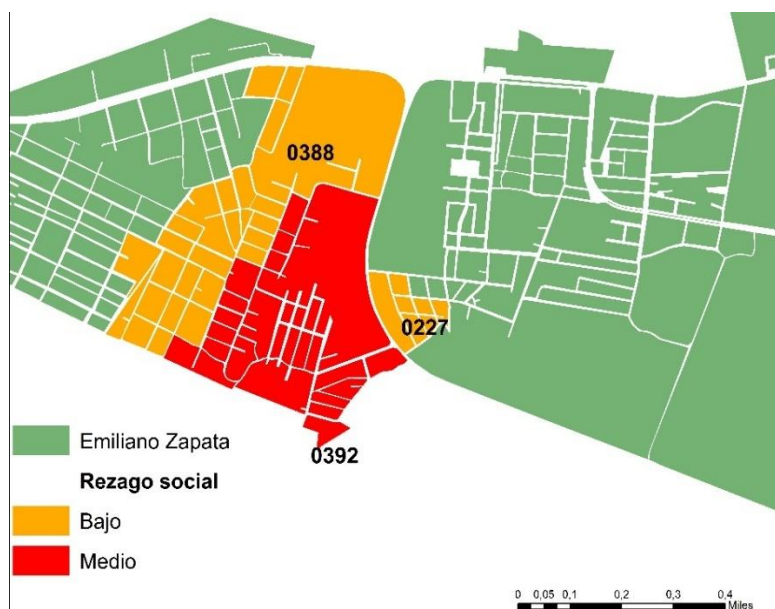 0388
0227
0392
Emiliano Zapata
Rezago social
Bajo
Medio
0 0,05 0,1 0,2 0,3 0,4
Miles